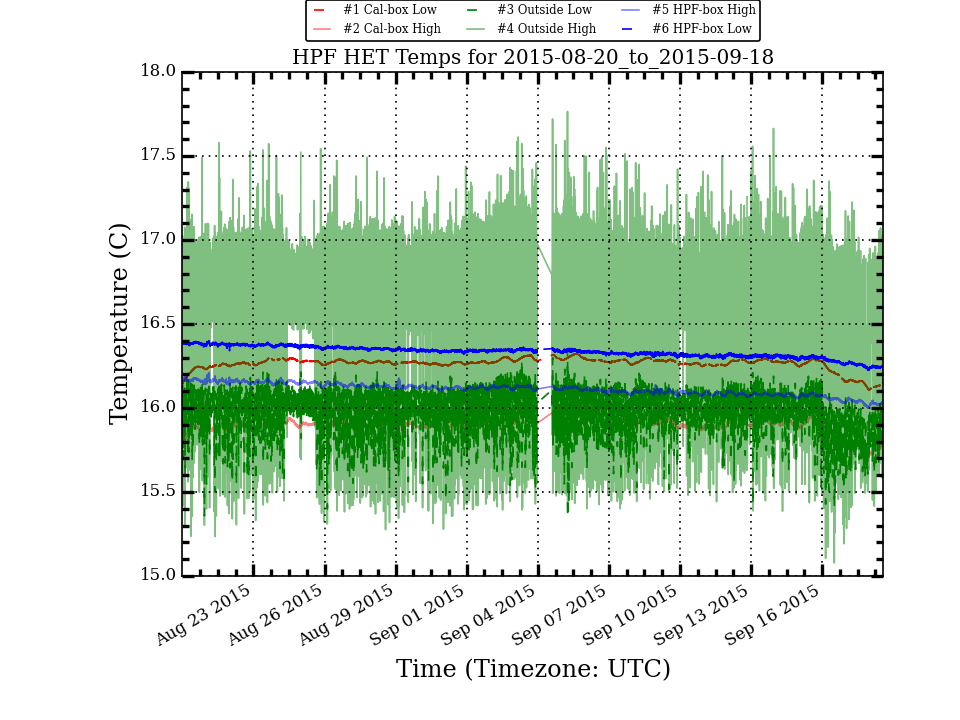 #1 Cal-box Low #3 Outside Low #5 HPF-box High
#2 Cal-box High #4 Outside High #6 HPF-box Low
HPF HET Temps for 2015-08-20_to_2015-09-18
18.0
17.5
17.0
16.5
16.0
15.5
15.0
Temperature (C)
Aug 23 2015 Aug 26 2015 Aug 29 2015 Sep 01 2015 Sep 04 2015 Sep 07 2015 Sep 10 2015 Sep 13 2015 Sep 16 2015
Time (Timezone: UTC)